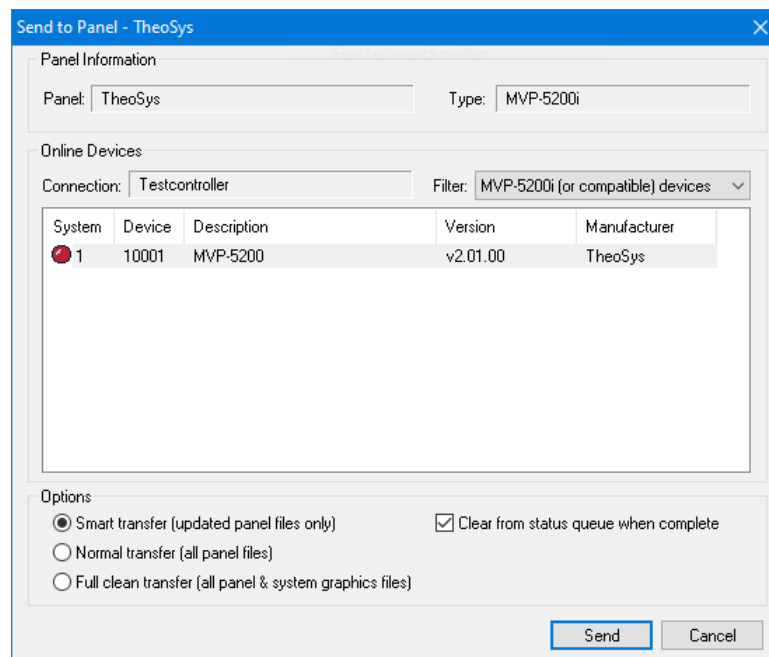 Send to Panel - TheoSys
Fenster ausschneiden
Panel Information
Panel: TheoSys Type: MVP-5200i
Online Devices
Connection: Testcontroller Filter: MVP-5200i (or compatible) devices
System Device Description Version Manufacturer
1 10001 MVP-5200 v2.01.00 TheoSys
Options
Smart transfer (updated panel files only) Clear from status queue when complete
Normal transfer (all panel files)
Full clean transfer (all panel & system graphics files)
Send Cancel